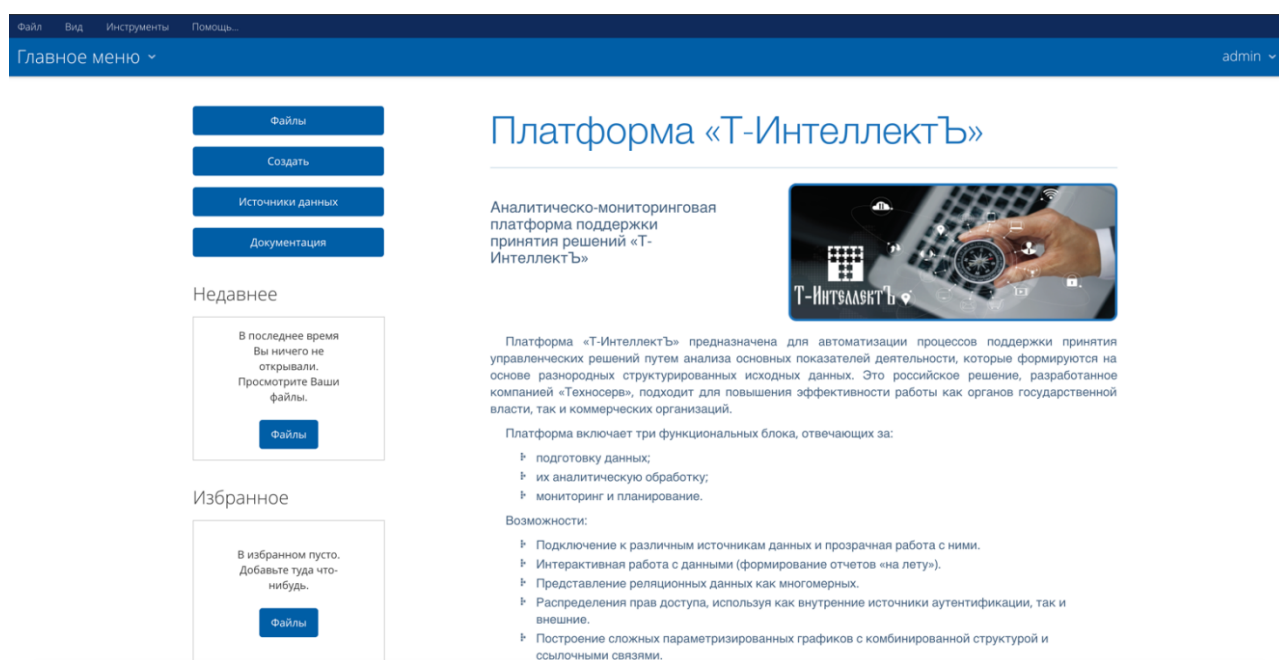 Файл Вид Инструменты Помощь...
Главное меню admin
Файлы
Создать
Источники данных
Документация
Недавнее
В последнее время
Вы ничего не
открывали.
Просмотрите Ваши
файлы.
Файлы
Избранное
В избранном пусто.
Добавьте туда что-
нибудь.
Файлы
Платформа «Т-ИнтеллектЪ»
Аналитическо-мониторинговая
платформа поддержки
принятия решений «Т-
ИнтеллектЪ»
Т-ИнтеллектЪ
Платформа «Т-ИнтеллектЪ» предназначена для автоматизации процессов поддержки принятия
управленческих решений путем анализа основных показателей деятельности, которые формируются на
основе разнородных структурированных исходных данных. Это российское решение, разработанное
компанией «Техносерв», подходит для повышения эффективности работы как органов государственной
власти, так и коммерческих организаций.
Платформа включает три функциональных блока, отвечающих за:
подготовку данных;
их аналитическую обработку;
мониторинг и планирование.
Возможности:
Подключение к различным источникам данных и прозрачная работа с ними.
Интерактивная работа с данными (формирование отчетов «на лету»).
Представление реляционных данных как многомерных.
Распределения прав доступа, используя как внутренние источники аутентификации, так и
внешние.
Построение сложных параметризированных графиков с комбинированной структурой и
ссылочными связями.